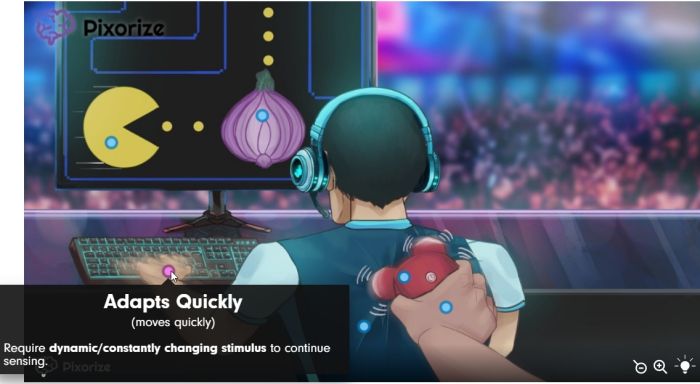 Pixorize
Adapts Quickly
(moves quickly)
Require dynamic/constantly changing stimulus to continue
sensing.
Pixorize